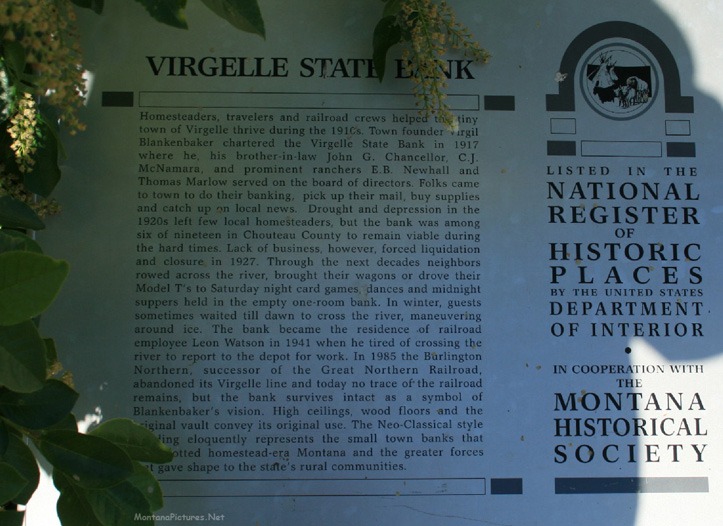 VIRGELLE STATE BANK
Homesteaders, travelers and railroad crews helped the tiny
town of Virgelle thrive during the 1910s. Town founder Virgil
Blankenbaker chartered the Virgelle State Bank in 1917
where he, his brother-in-law John G. Chancellor, C.J.
McNamara, and prominent ranchers E.B. Newhall and
Thomas Marlow served on the board of directors. Folks came
to town to do their banking, pick up their mail, buy supplies
and catch up on local news. Drought and depression in the
1920s left few local homesteaders, but the bank was among
six of nineteen in Chouteau County to remain viable during
the hard times. Lack of business, however, forced liquidation
and closure in 1927. Through the next decades neighbors
rowed across the river, brought their wagons or drove their
Model T's to Saturday night card games, dances and midnight
suppers held in the empty one-room bank. In winter, guests
sometimes waited till dawn to cross the river, maneuvering
around ice. The bank became the residence of railroad
employee Leon Watson in 1941 when he tired of crossing the
river to report to the depot for work. In 1985 the Burlington
Northern, successor of the Great Northern Railroad,
abandoned its Virgelle line and today no trace of the railroad
remains, but the bank survives intact as a symbol of
Blankenbaker's vision. High ceilings, wood floors and the
original vault convey its original use. The Neo-Classical style
eloquently represents the small town banks that
dotted homestead-era Montana and the greater forces
gave shape to the state's rural communities.
LISTED IN THE
NATIONAL
REGISTER
OF
HISTORIC
PLACES
BY THE UNITED STATES
DEPARTMENT
OF INTERIOR
IN COOPERATION WITH
THE
MONTANA
HISTORICAL
SOCIETY
MontanaPictures.Net